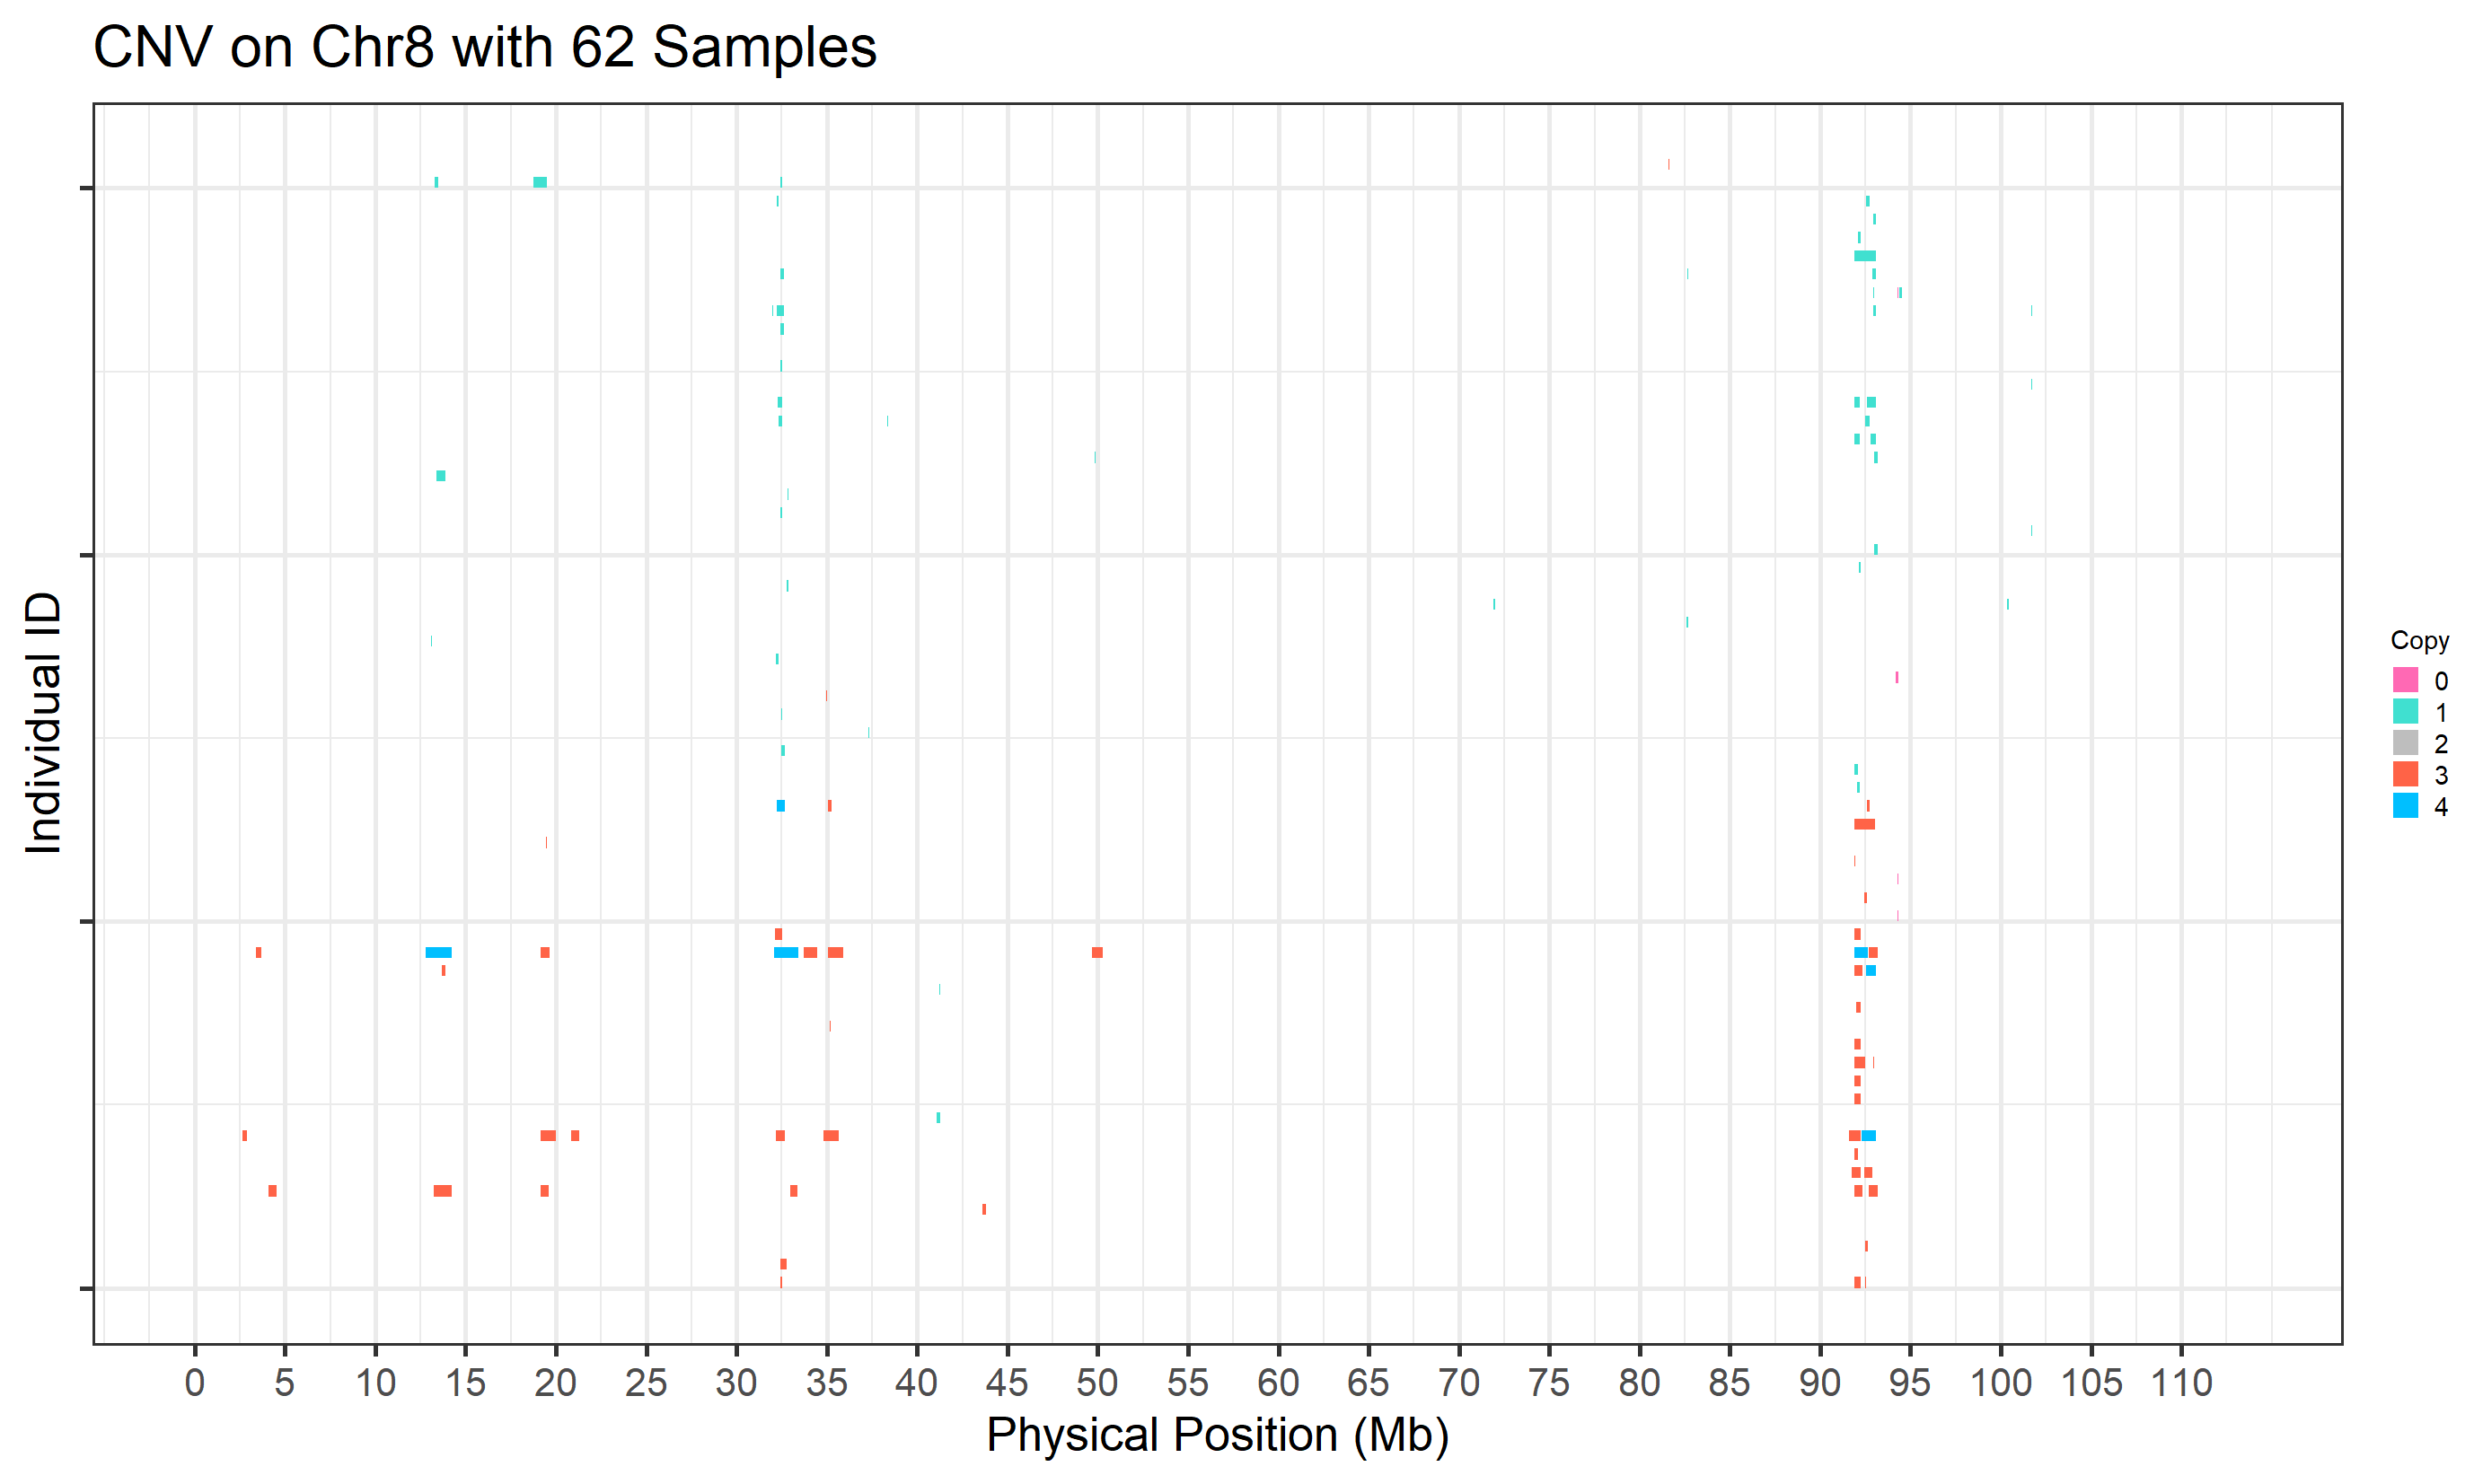 CNV on Chr8 with 62 Samples
Individual ID
Copy
0
1
2
3
4
0 5 10 15 20 25 30 35 40 45 50 55 60 65 70 75 80 85 90 95 100 105 110
Physical Position (Mb)